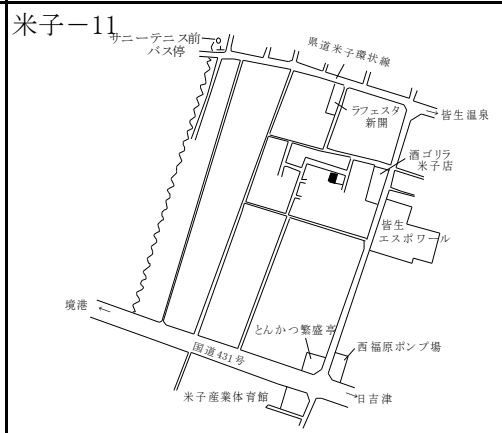 米子－11
サニーテニス前
バス停
県道米子環状線
ラフェスタ
新開
→皆生温泉
酒ゴリラ
米子店
皆生
エスポワール
境港
←
国道431号
とんかつ繁盛亭
西福原ポンプ場
米子産業体育館
→日吉津